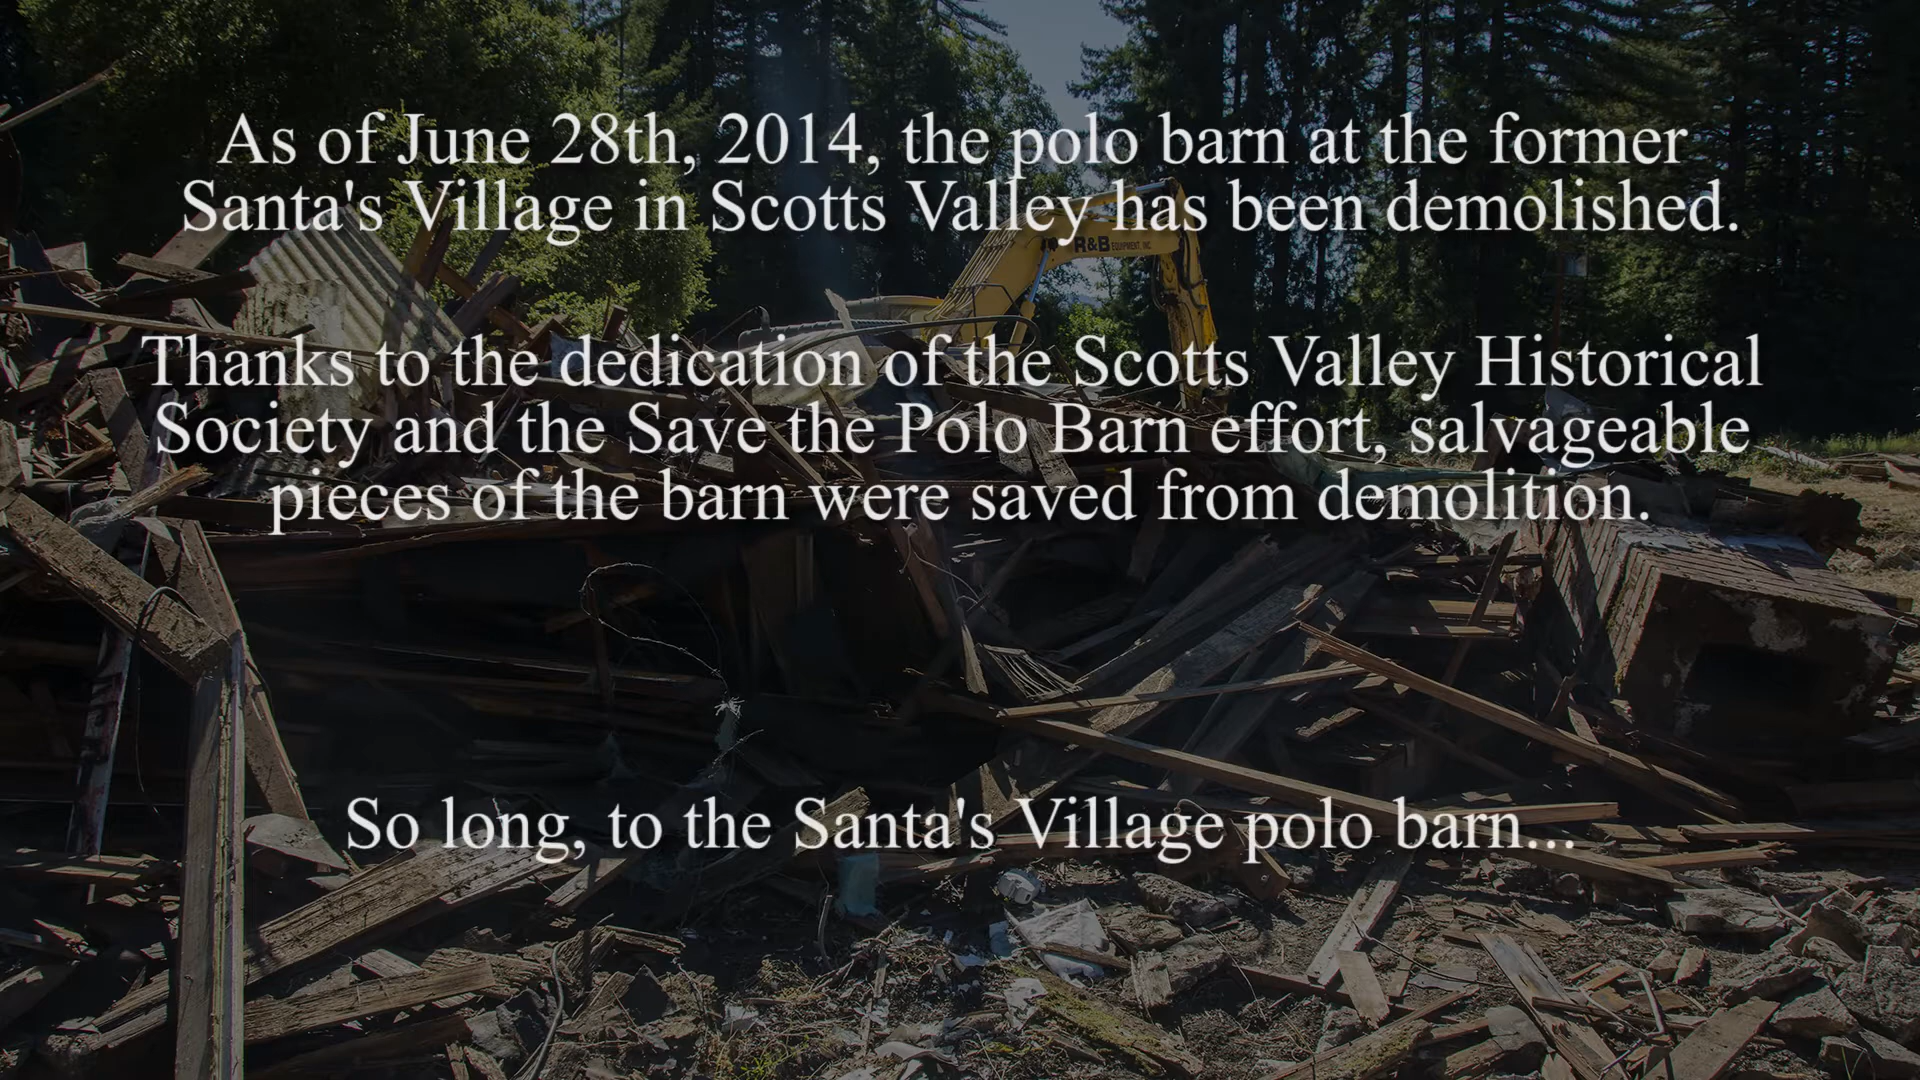 As of June 28th, 2014, the polo barn at the former
Santa's Village in Scotts Valley has been demolished.
R&B EQUIPMENT, INC
Thanks to the dedication of the Scotts Valley Historical
Society and the Save the Polo Barn effort, salvageable
pieces of the barn were saved from demolition.
So long, to the Santa's Village polo barn...